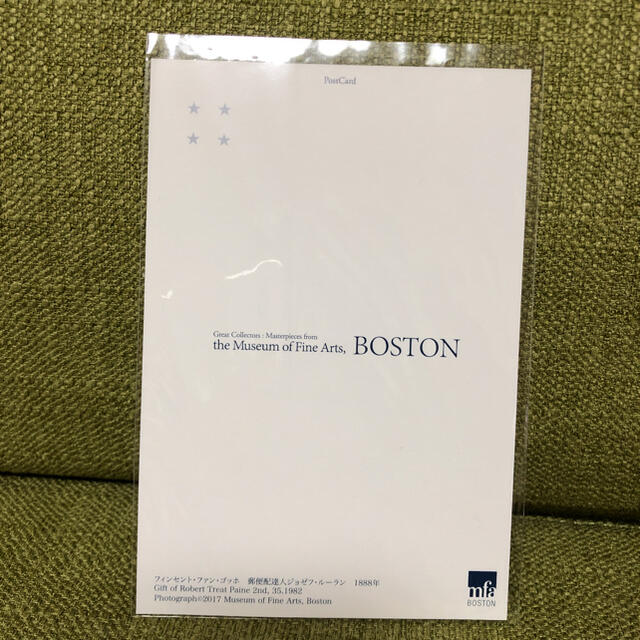 PostCard
Great Collectors : Masterpieces from
the Museum of Fine Arts, BOSTON
フィンセント・ファン・ゴッホ　郵便配達人ジョゼフ・ルーラン　1888年
Gift of Robert Treat Paine 2nd, 35.1982
Photograph©2017 Museum of Fine Arts, Boston
mfa
BOSTON